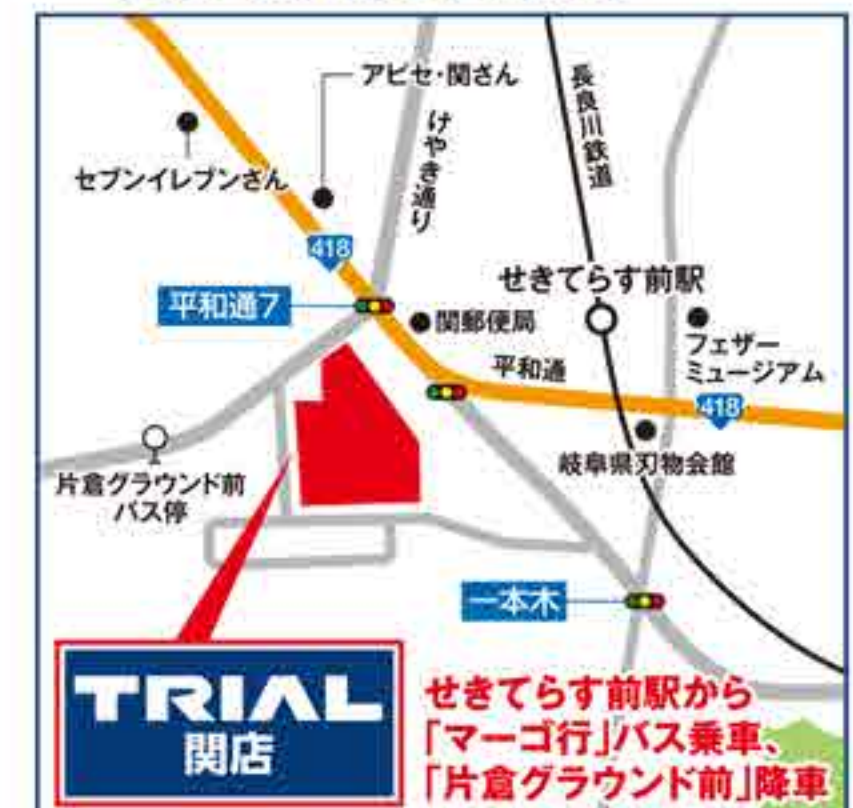 アピセ・関さん
けやき通り
長良川鉄道
セブンイレブンさん
418
せきてらす前駅
平和通7
関郵便局
フェザー
ミュージアム
平和通
418
岐阜県刃物会館
片倉グラウンド前
バス停
一本木
TRIAL
関店
せきてらす前駅から
「マーゴ行」バス乗車、
「片倉グラウンド前」降車